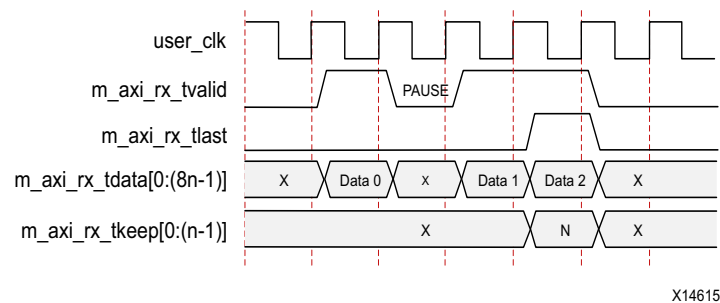 user_clk
m_axi_rx_tvalid PAUSE
m_axi_rx_tlast
m_axi_rx_tdata[0:(8n-1)] X Data 0 x Data 1 Data 2 X
m_axi_rx_tkeep[0:(n-1)] X N X
X14615